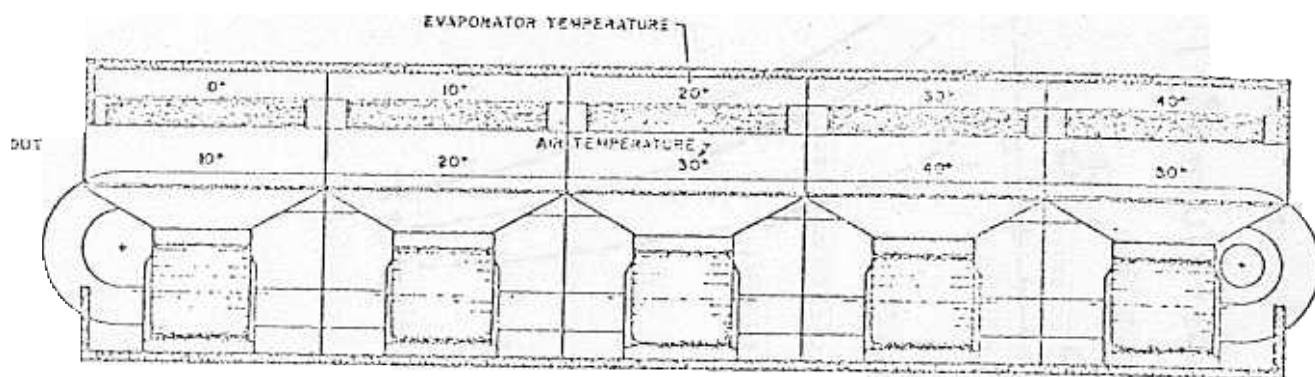 EVAPORATOR TEMPERATURE
0° 10° 20° 30° 40°
OUT
AIR TEMPERATURE
10° 20° 30° 40° 50°